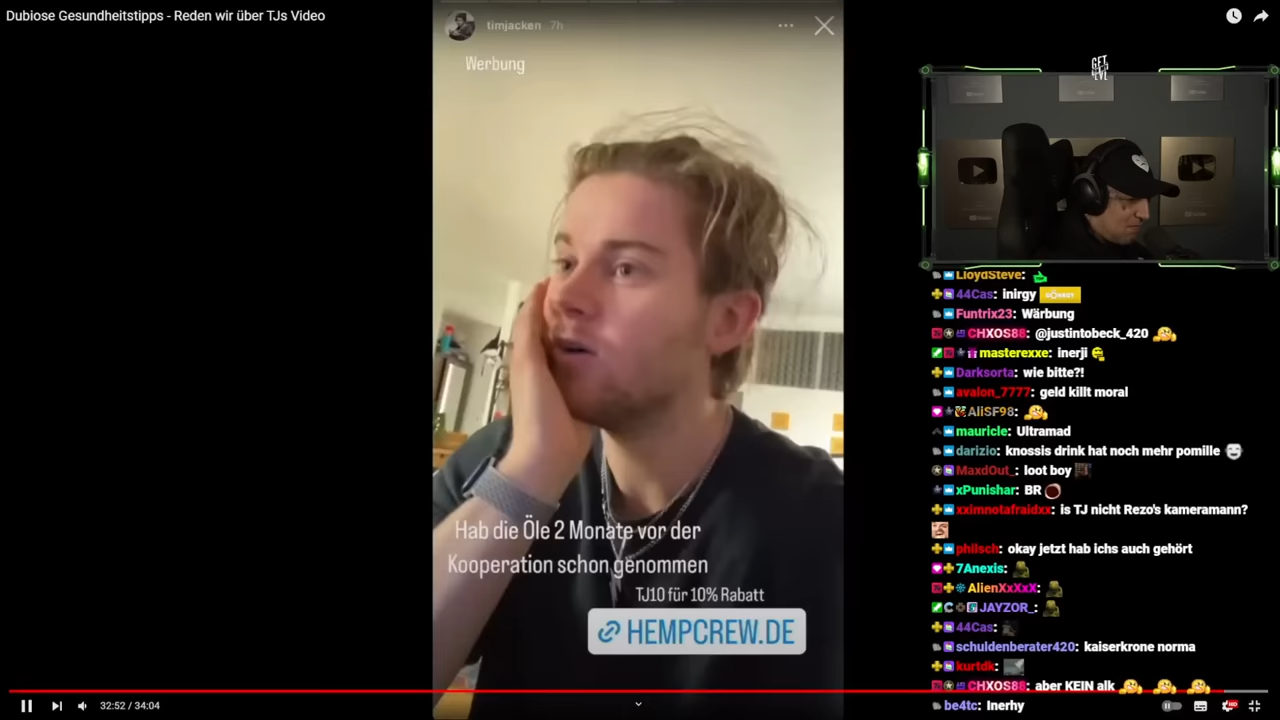 Dubiose Gesundheitstipps - Reden wir über TJs Video
timjacken 7h
Werbung
Hab die Öle 2 Monate vor der
Kooperation schon genommen
TJ10 für 10% Rabatt
HEMPCREW.DE
32:52 / 34:04
LloydSteve:
44Cas: inirgy
Funtrix23: Wärbung
CHXOS88: @justintobeck_420
masterexxe: inerji
Darksorta: wie bitte?!
avalon_7777: geld killt moral
AliSF98:
mauricle: Ultramad
darizio: knossis drink hat noch mehr pomille
MaxdOut_: loot boy
xPunishar: BR
xximnotafraidxx: is TJ nicht Rezo's kameramann?
philsch: okay jetzt hab ichs auch gehört
7Anexis:
AlienXxXxX:
JAYZOR_:
44Cas:
schuldenberater420: kaiserkrone norma
kurtdk:
CHXOS88: aber KEIN alk
be4tc: Inerhy